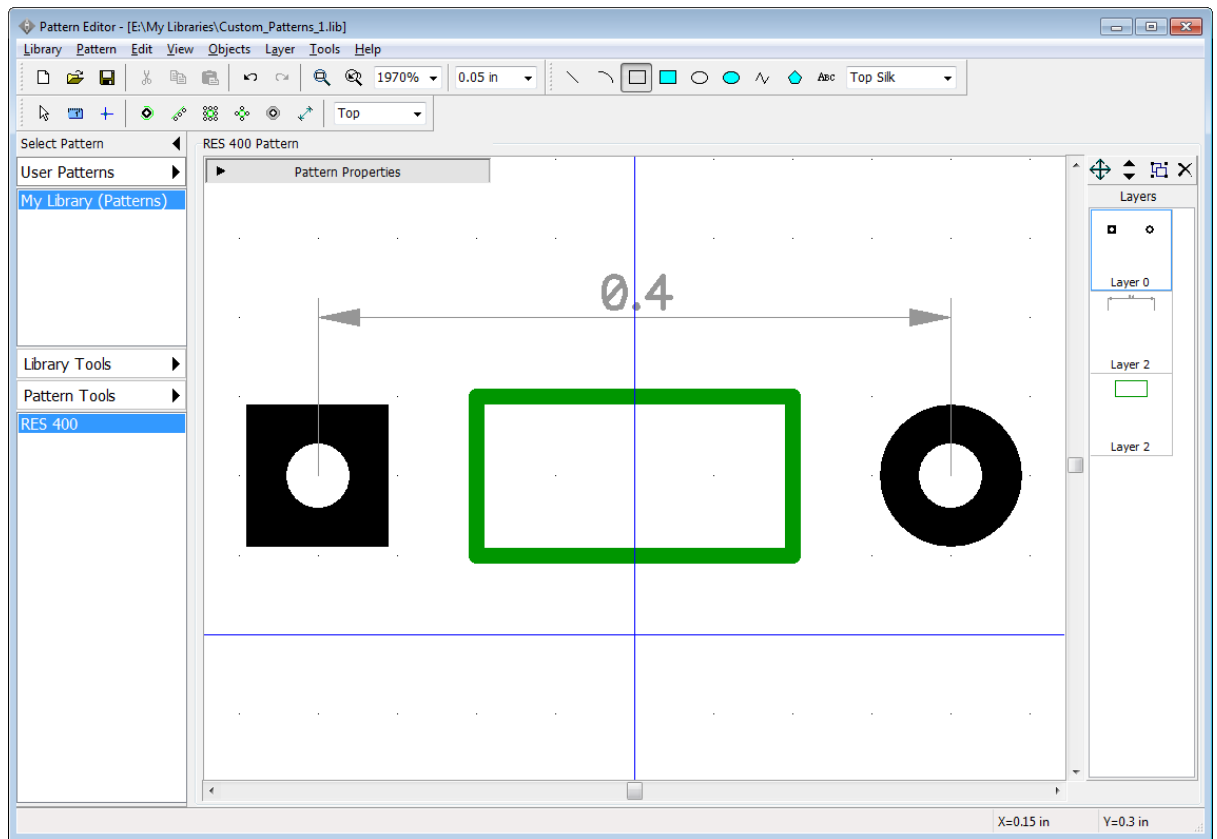 Pattern Editor - [E:\My Libraries\Custom_Patterns_1.lib]
Library Pattern Edit View Objects Layer Tools Help
1970% 0.05 in ABC Top Silk
Top
Select Pattern
RES 400 Pattern
User Patterns
Pattern Properties
My Library (Patterns)
Layers
Layer 0
0.4
Library Tools
Layer 2
Pattern Tools
RES 400
Layer 2
X=0.15 in Y=0.3 in